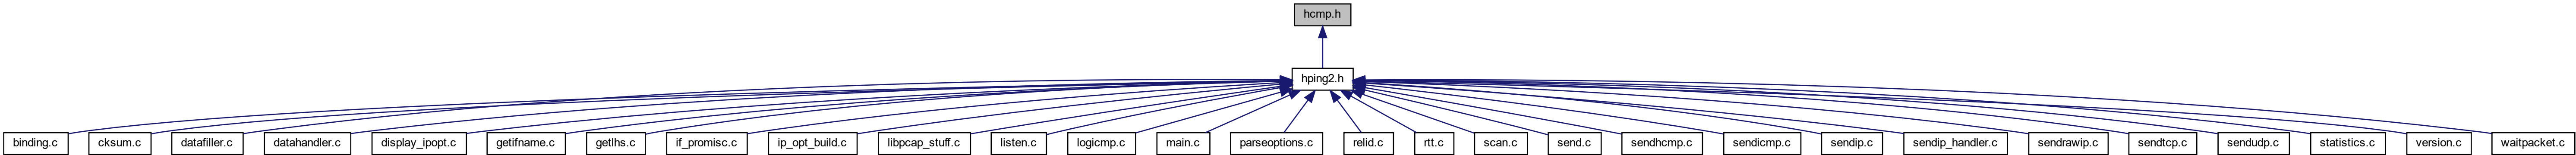 hcmp.h
hping2.h
binding.c
cksum.c
datafiller.c
datahandler.c
display_ipopt.c
getifname.c
getlhs.c
if_promisc.c
ip_opt_build.c
libpcap_stuff.c
listen.c
logicmp.c
main.c
parseoptions.c
relid.c
rtt.c
scan.c
send.c
sendhcmp.c
sendicmp.c
sendip.c
sendip_handler.c
sendrawip.c
sendtcp.c
sendudp.c
statistics.c
version.c
waitpacket.c